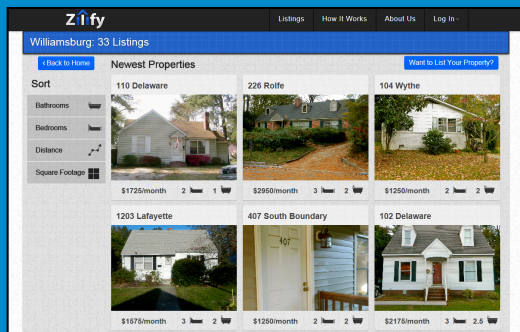 Zilify
Listings How It Works About Us Log In
Williamsburg: 33 Listings
‹ Back to Home
Newest Properties
Want to List Your Property?
Sort
Bathrooms
Bedrooms
Distance
Square Footage
110 Delaware
226 Rolfe
104 Wythe
$1725/month 2 1
$2950/month 3 2
$1250/month 2 2
1203 Lafayette
407 South Boundary
102 Delaware
407
$1575/month 3 2
$1250/month 2 2
$2175/month 3 2.5